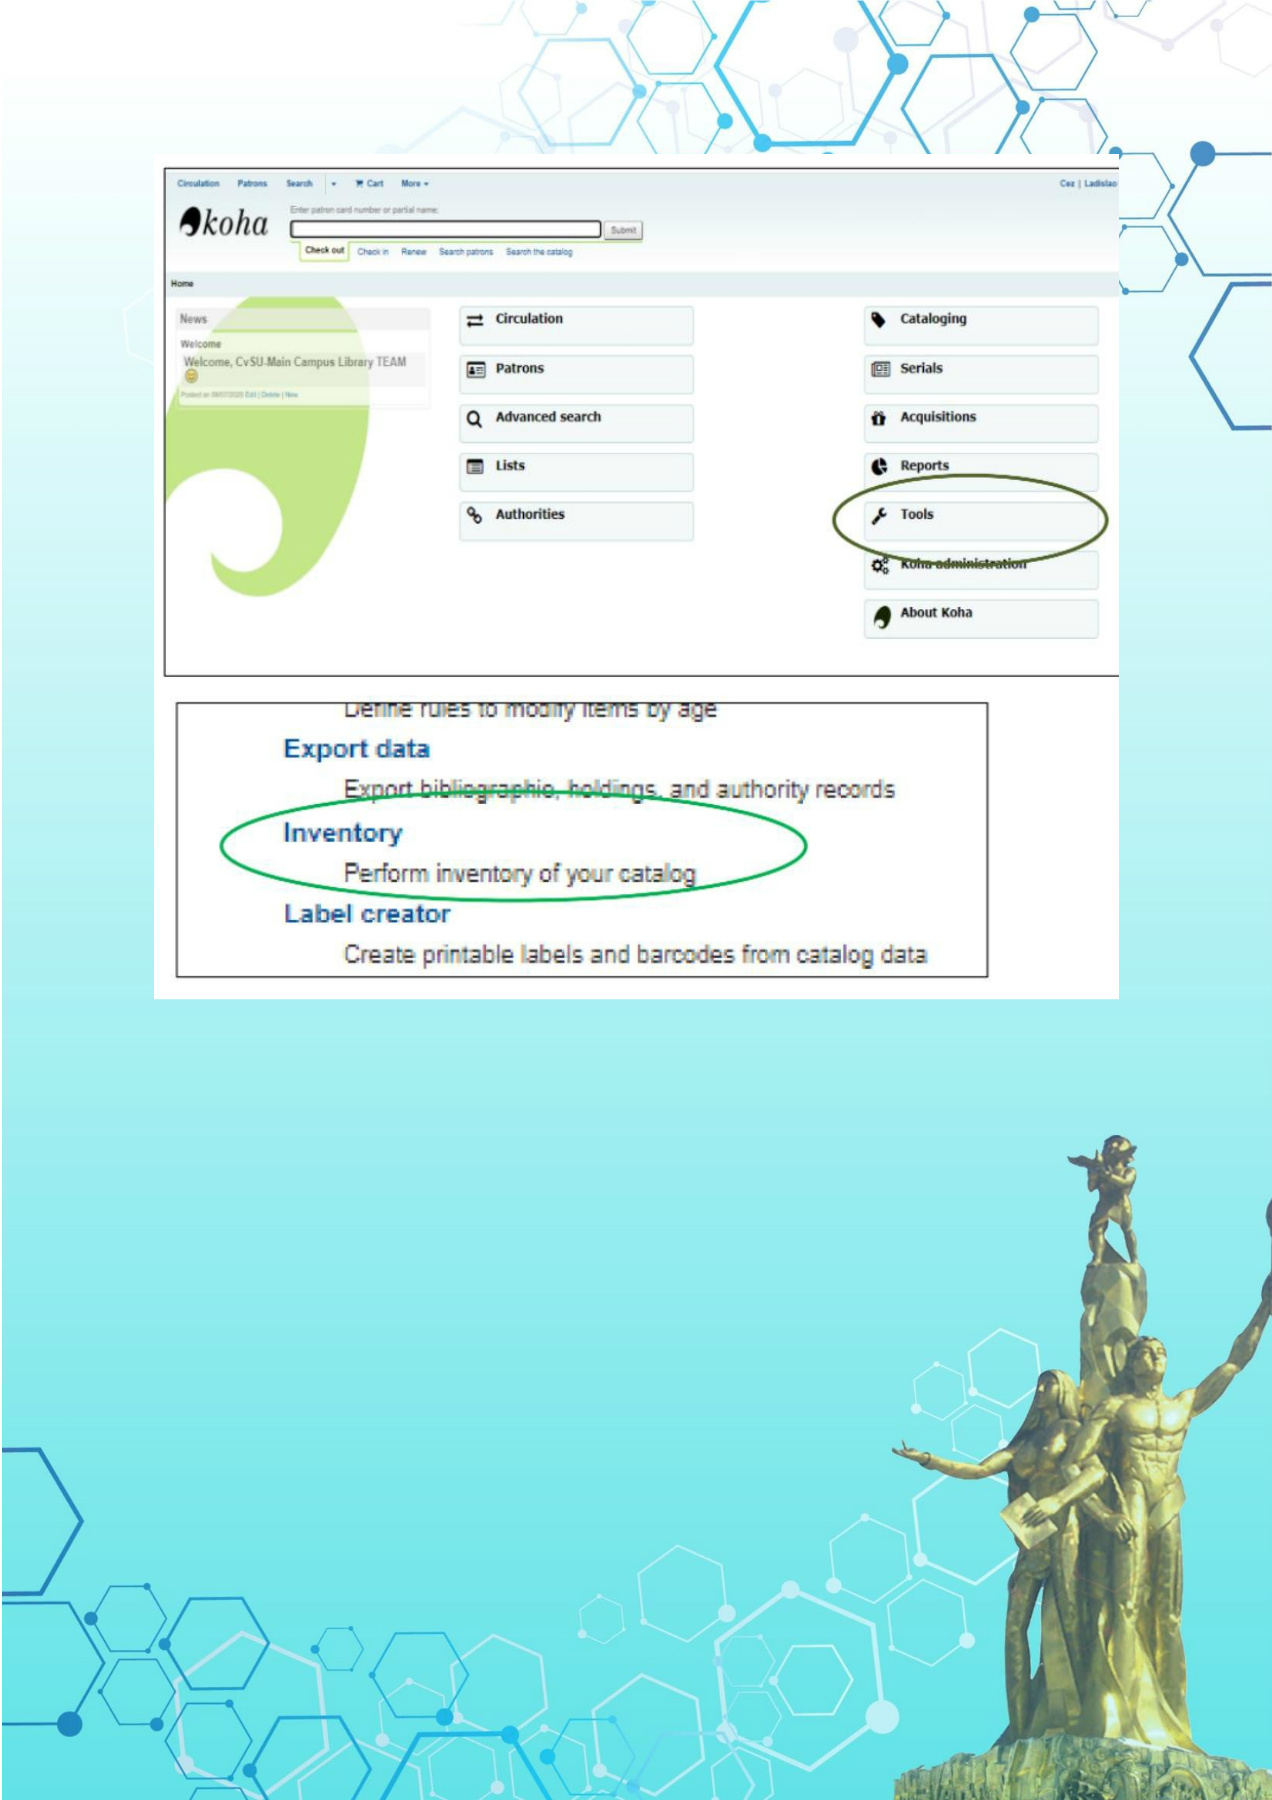 Circulation Patrons Search Cart More
Cez | Ladislao
koha
Enter patron card number or partial name:
Submit
Check out Check in Renew Search patrons Search the catalog
Home
News
Welcome
Welcome, CvSU-Main Campus Library TEAM
Posted on 08/07/2020 Edit | Delete | New
Circulation
Patrons
Advanced search
Lists
Authorities
Cataloging
Serials
Acquisitions
Reports
Tools
Koha administration
About Koha
Define rules to modify items by age
Export data
Export bibliographic, holdings, and authority records
Inventory
Perform inventory of your catalog
Label creator
Create printable labels and barcodes from catalog data